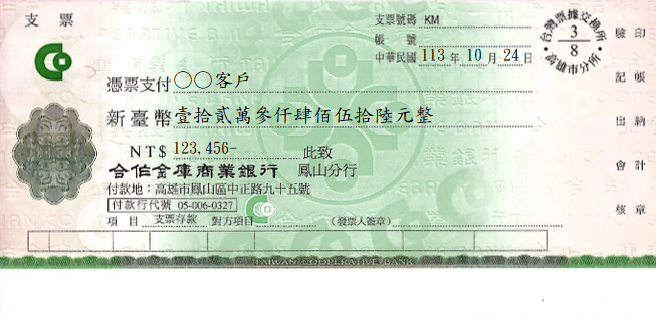 支票
支票號碼 KM
帳號
中華民國 113 年 10 月 24 日
台灣票據交換所
3
8
高雄市分所
憑票支付 ○○客戶
新臺幣 壹拾貳萬參仟肆佰伍拾陸元整
NT$ 123,456- 此致
合作金庫商業銀行 鳳山分行
付款地：高雄市鳳山區中正路九十五號
付款行代號 05-006-0327
項目 支票存款 對方項目 (發票人簽章)
驗印
記帳
出納
會計
核章
TAIWAN COOPERATIVE BANK